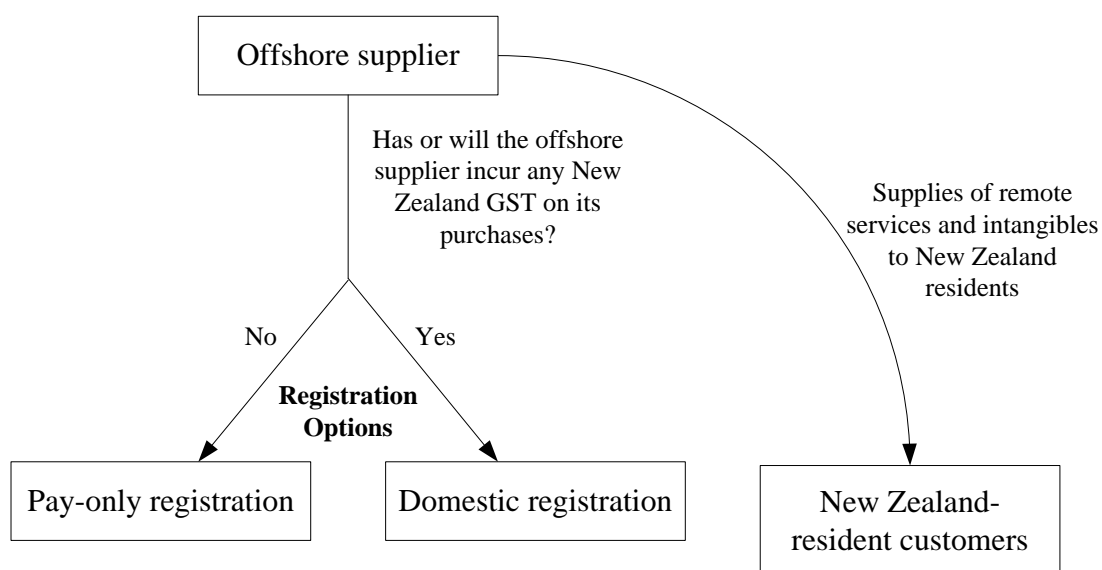 Offshore supplier
Has or will the offshore
supplier incur any New
Zealand GST on its
purchases?
Supplies of remote
services and intangibles
to New Zealand
residents
No
Yes
Registration
Options
Pay-only registration
Domestic registration
New Zealand-
resident customers